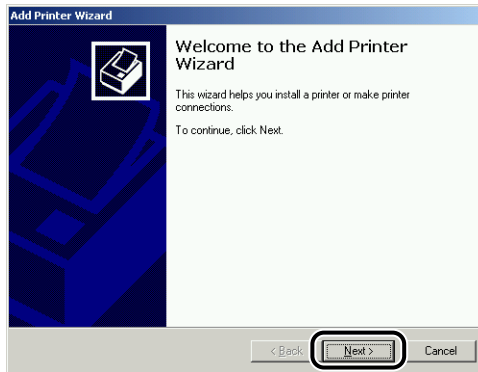 Add Printer Wizard
Welcome to the Add Printer
Wizard
This wizard helps you install a printer or make printer
connections.
To continue, click Next.
< Back
Next >
Cancel